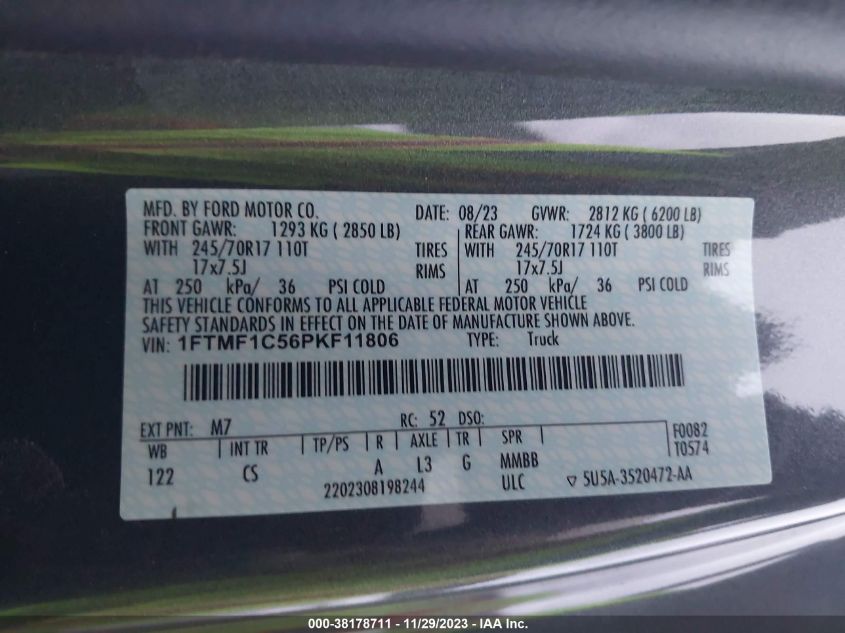 MFD. BY FORD MOTOR CO. DATE: 08/23 GVWR: 2812 KG ( 6200 LB)
FRONT GAWR: 1293 KG ( 2850 LB) REAR GAWR: 1724 KG ( 3800 LB)
WITH 245/70R17 110T TIRES WITH 245/70R17 110T TIRES
17x7.5J RIMS 17x7.5J RIMS
AT 250 kPa/ 36 PSI COLD AT 250 kPa/ 36 PSI COLD
THIS VEHICLE CONFORMS TO ALL APPLICABLE FEDERAL MOTOR VEHICLE
SAFETY STANDARDS IN EFFECT ON THE DATE OF MANUFACTURE SHOWN ABOVE.
VIN: 1FTMF1C56PKF11806 TYPE: Truck
EXT PNT: M7 RC: 52 DSO: F0082
WB INT TR TP/PS R AXLE TR SPR T0574
122 CS A L3 G MMBB
2202308198244 ULC ▽ 5U5A-3520472-AA
000-38178711 - 11/29/2023 - IAA Inc.